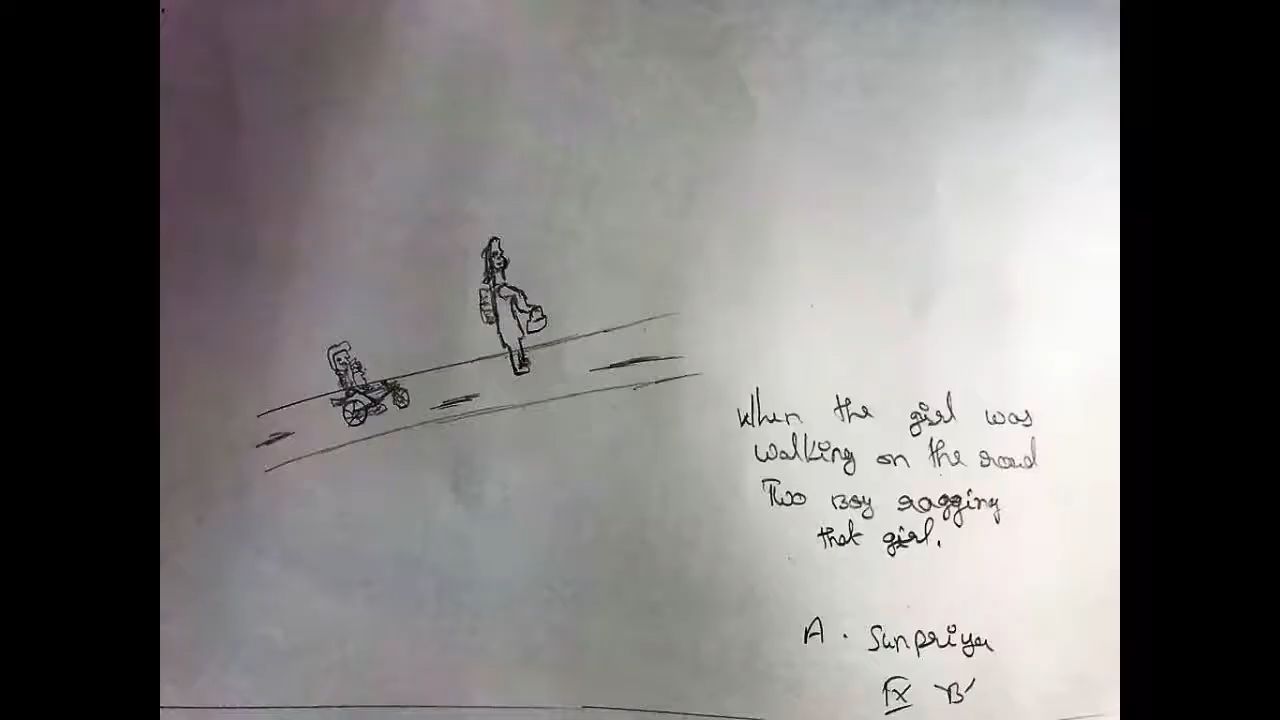 When the girl was
walking on the road
Two Boy ragging
that girl.
A. Sunpriya
IX 'B'